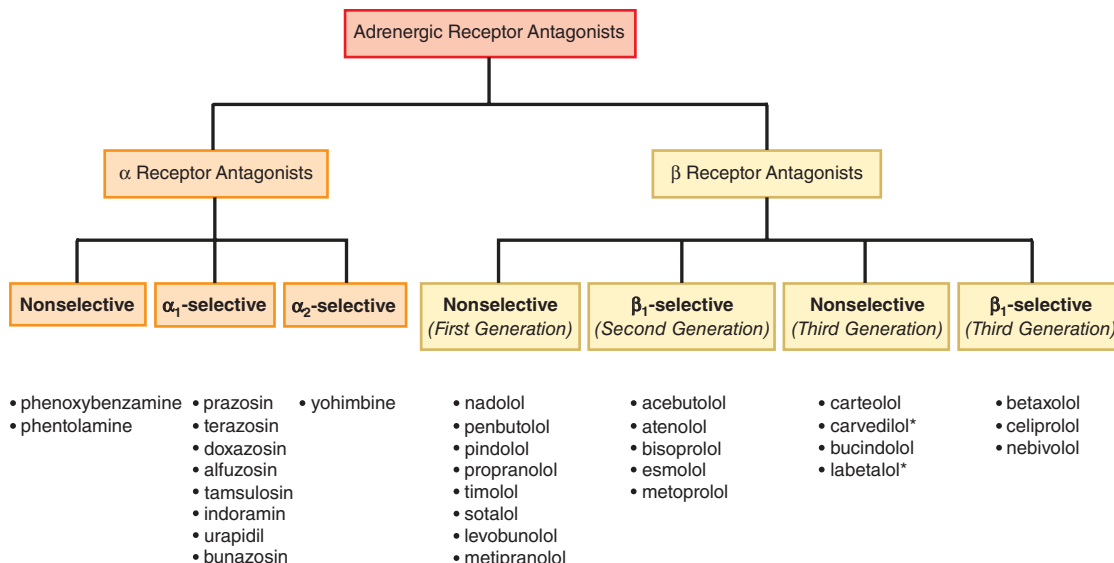 Adrenergic Receptor Antagonists
α Receptor Antagonists
β Receptor Antagonists
Nonselective
α₁-selective
α₂-selective
Nonselective
(First Generation)
β₁-selective
(Second Generation)
Nonselective
(Third Generation)
β₁-selective
(Third Generation)
• phenoxybenzamine
• phentolamine
• prazosin
• terazosin
• doxazosin
• alfuzosin
• tamsulosin
• indoramin
• urapidil
• bunazosin
• yohimbine
• nadolol
• penbutolol
• pindolol
• propranolol
• timolol
• sotalol
• levobunolol
• metipranolol
• acebutolol
• atenolol
• bisoprolol
• esmolol
• metoprolol
• carteolol
• carvedilol*
• bucindolol
• labetalol*
• betaxolol
• celiprolol
• nebivolol